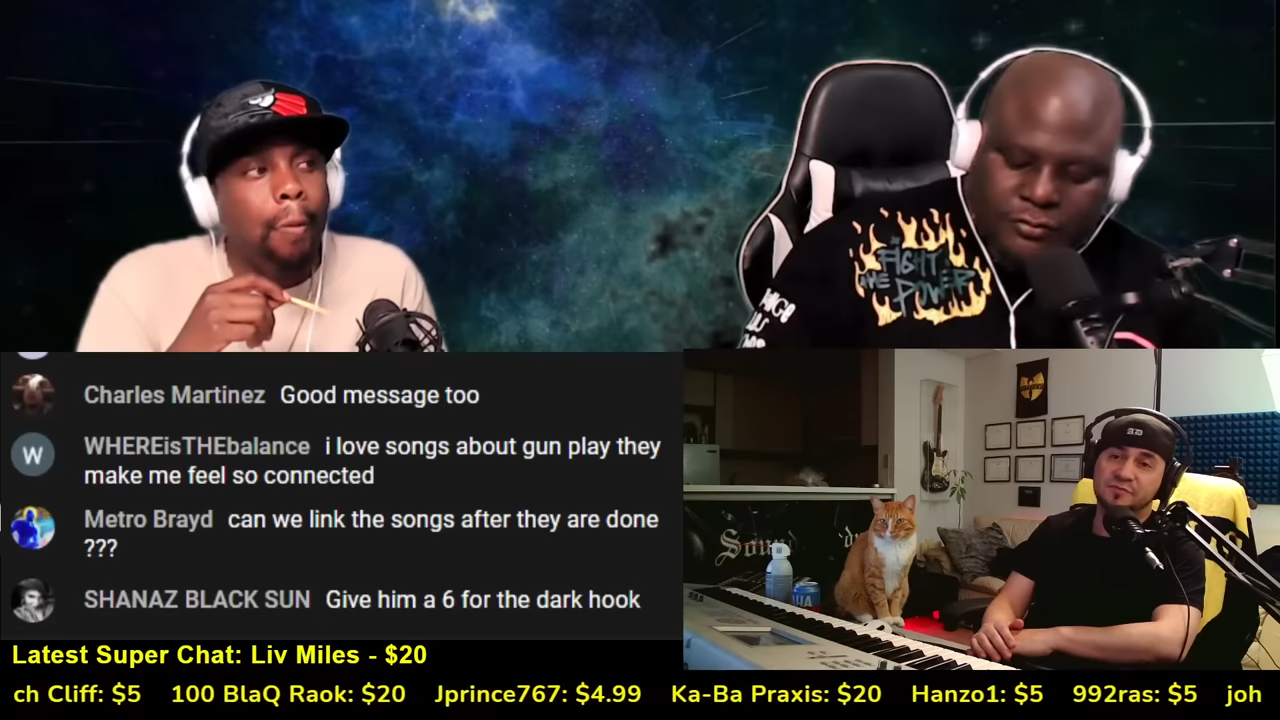 FIGHT
THE
POWER
Charles Martinez Good message too
W
WHEREisTHEbalance i love songs about gun play they
make me feel so connected
Metro Brayd can we link the songs after they are done
???
SHANAZ BLACK SUN Give him a 6 for the dark hook
Sound
Latest Super Chat: Liv Miles - $20
ch Cliff: $5 100 BlaQ Raok: $20 Jprince767: $4.99 Ka-Ba Praxis: $20 Hanzo1: $5 992ras: $5 joh